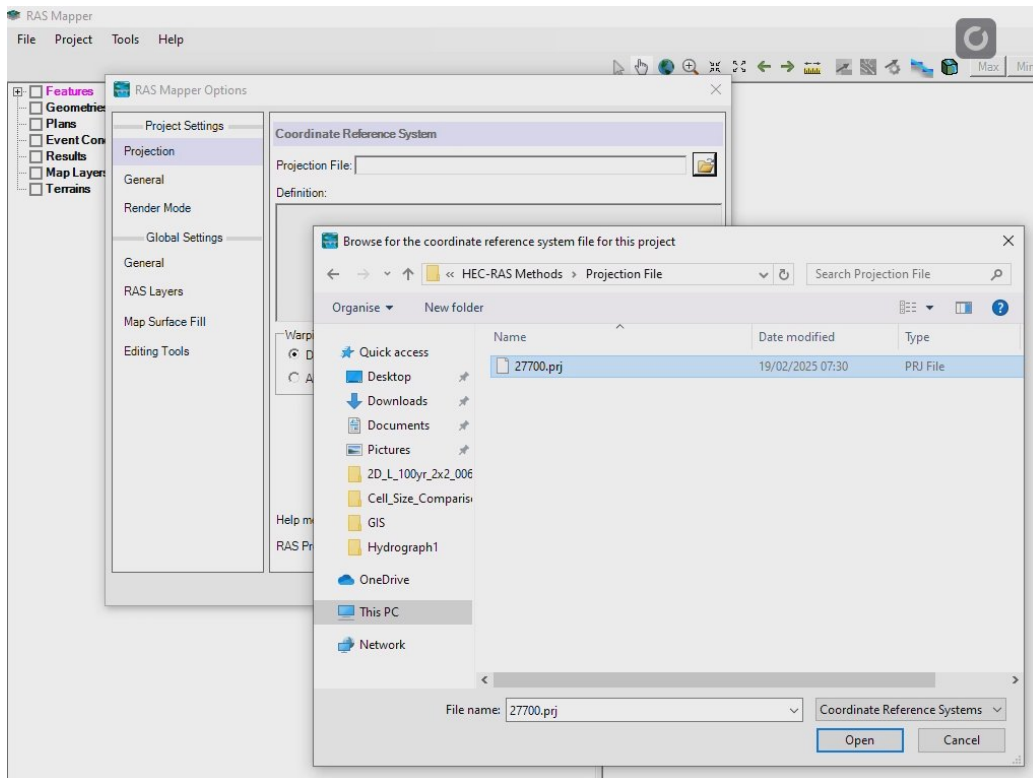 RAS Mapper
File Project Tools Help
Max Min
Features
Geometries
Plans
Event Con
Results
Map Layers
Terrains
RAS Mapper Options
Project Settings
Projection
General
Render Mode
Global Settings
General
RAS Layers
Map Surface Fill
Editing Tools
Coordinate Reference System
Projection File:
Definition:
Warpi
D
A
Help m
RAS Pr
Browse for the coordinate reference system file for this project
« HEC-RAS Methods › Projection File
Search Projection File
Organise New folder
Name Date modified Type
27700.prj 19/02/2025 07:30 PRJ File
Quick access
Desktop
Downloads
Documents
Pictures
2D_L_100yr_2x2_006
Cell_Size_Comparis
GIS
Hydrograph1
OneDrive
This PC
Network
File name: 27700.prj
Coordinate Reference Systems
Open Cancel